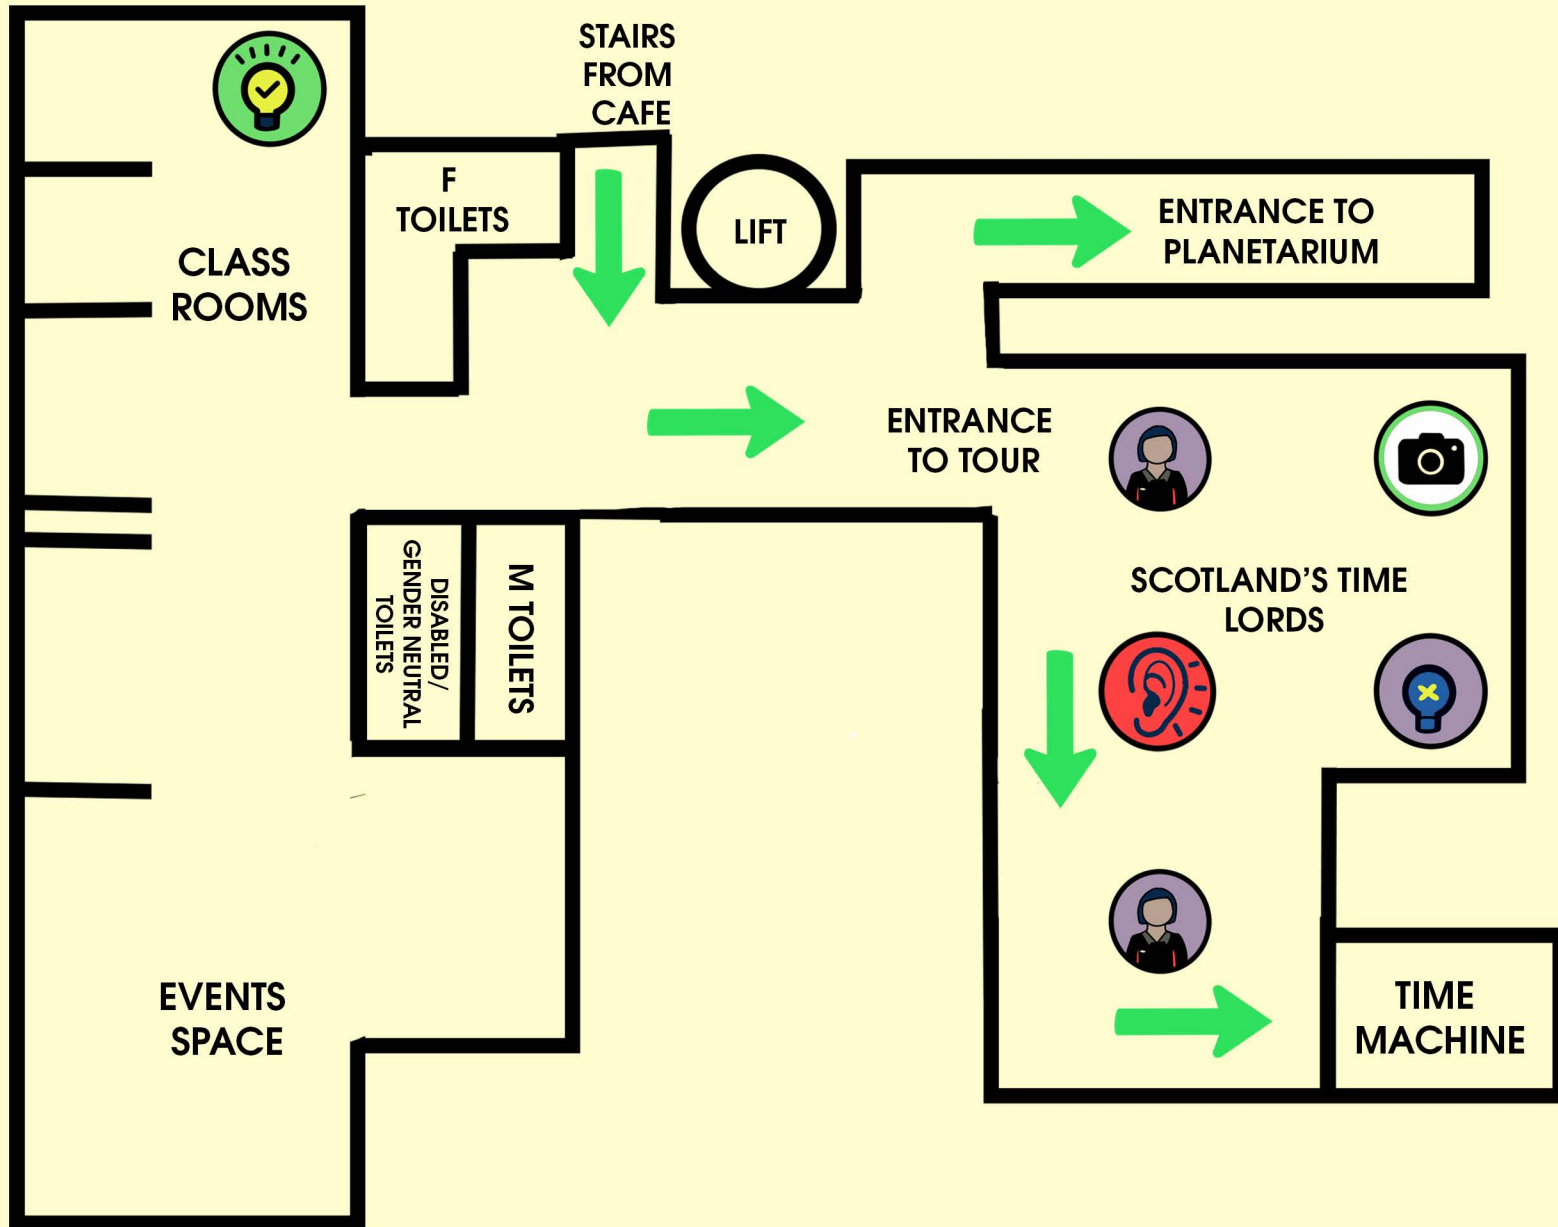 STAIRS
FROM
CAFE
F
TOILETS
LIFT
ENTRANCE TO
PLANETARIUM
CLASS
ROOMS
ENTRANCE
TO TOUR
DISABLED/
GENDER NEUTRAL
TOILETS
M TOILETS
SCOTLAND'S TIME
LORDS
EVENTS
SPACE
TIME
MACHINE